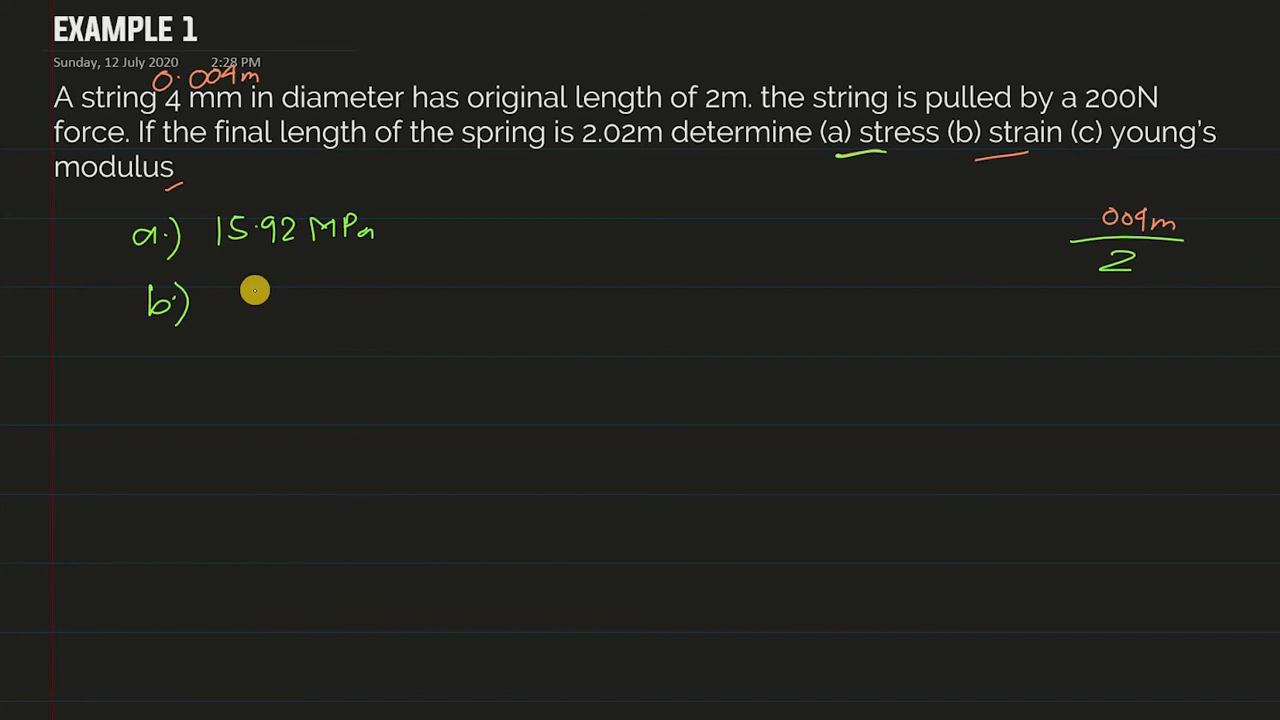 EXAMPLE 1
Sunday, 12 July 2020 2:28 PM
0.004m
A string 4 mm in diameter has original length of 2m. the string is pulled by a 200N
force. If the final length of the spring is 2.02m determine (a) stress (b) strain (c) young's
modulus
004m
a.) 15.92 MPa
2
b.)